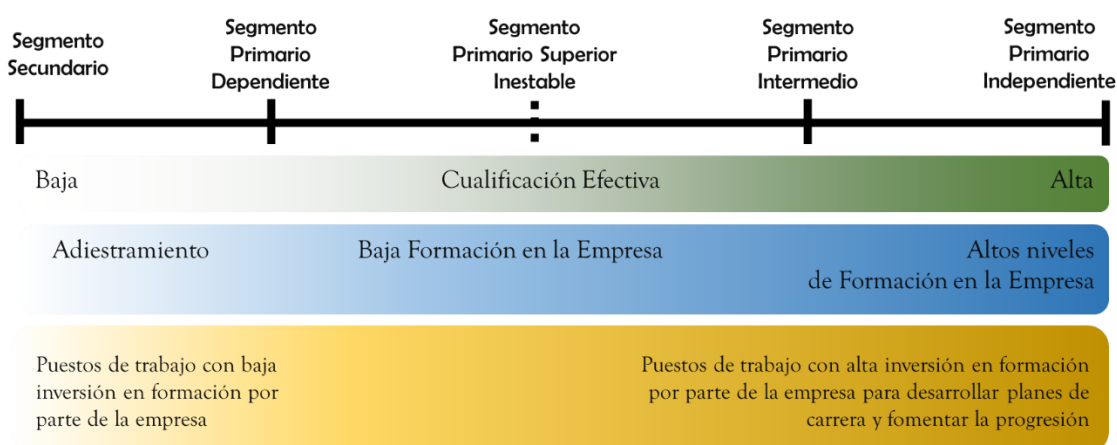 Segmento
Secundario
Segmento
Primario
Dependiente
Segmento
Primario Superior
Inestable
Segmento
Primario
Intermedio
Segmento
Primario
Independiente
Baja
Cualificación Efectiva
Alta
Adiestramiento
Baja Formación en la Empresa
Altos niveles
de Formación en la Empresa
Puestos de trabajo con baja
inversión en formación por
parte de la empresa
Puestos de trabajo con alta inversión en formación
por parte de la empresa para desarrollar planes de
carrera y fomentar la progresión